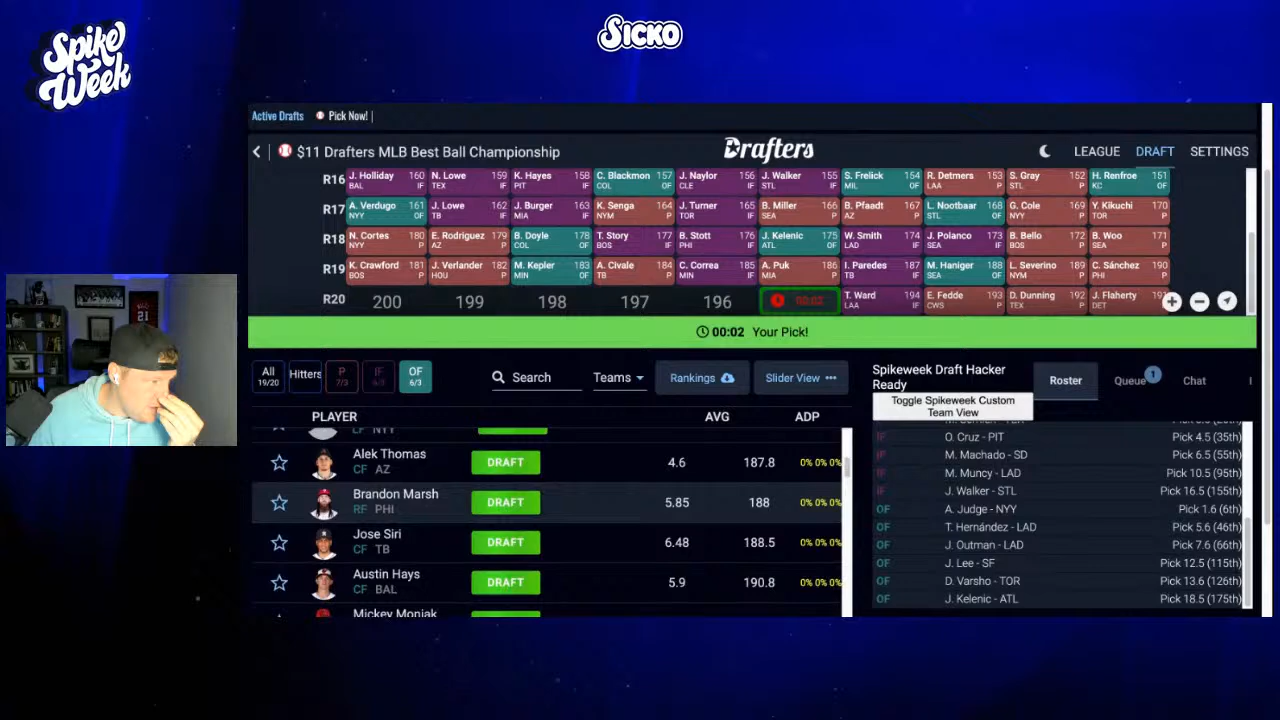 Spike
Week
SICKO
Active Drafts Pick Now!
$11 Drafters MLB Best Ball Championship
Drafters
LEAGUE DRAFT SETTINGS
R16
J. Holliday 160 BAL IF
N. Lowe 159 TEX IF
K. Hayes 158 PIT IF
C. Blackmon 157 COL OF
J. Naylor 156 CLE IF
J. Walker 155 STL IF
S. Frelick 154 MIL OF
R. Detmers 153 LAA P
S. Gray 152 STL P
H. Renfroe 151 KC OF
R17
A. Verdugo 161 NYY OF
J. Lowe 162 TB IF
J. Burger 163 MIA IF
K. Senga 164 NYM P
J. Turner 165 TOR IF
B. Miller 166 SEA P
B. Pfaadt 167 AZ P
L. Nootbaar 168 STL OF
G. Cole 169 NYY P
Y. Kikuchi 170 TOR P
R18
N. Cortes 180 NYY P
E. Rodriguez 179 AZ P
B. Doyle 178 COL OF
T. Story 177 BOS IF
B. Stott 176 PHI IF
J. Kelenic 175 ATL OF
W. Smith 174 LAD IF
J. Polanco 173 SEA IF
B. Bello 172 BOS P
B. Woo 171 SEA P
R19
K. Crawford 181 BOS P
J. Verlander 182 HOU P
M. Kepler 183 MIN OF
A. Civale 184 TB P
C. Correa 185 MIN IF
A. Puk 186 MIA P
I. Paredes 187 TB IF
M. Haniger 188 SEA OF
L. Severino 189 NYM P
C. Sánchez 190 PHI P
R20
200 199 198 197 196 00:02
T. Ward 194 LAA IF
E. Fedde 193 CWS P
D. Dunning 192 TEX P
J. Flaherty DET P
00:02 Your Pick!
All 19/20
Hitters
P 7/3
IF 6/3
OF 6/3
Search
Teams
Rankings
Slider View
Spikeweek Draft Hacker
Ready
Toggle Spikeweek Custom
Team View
Roster
Queue 1
Chat
PLAYER AVG ADP
LF NYY
Alek Thomas
CF AZ DRAFT 4.6 187.8 0% 0% 0%
Brandon Marsh
RF PHI DRAFT 5.85 188 0% 0% 0%
Jose Siri
CF TB DRAFT 6.48 188.5 0% 0% 0%
Austin Hays
CF BAL DRAFT 5.9 190.8 0% 0% 0%
Mickey Moniak
IF O. Cruz - PIT Pick 4.5 (35th)
IF M. Machado - SD Pick 6.5 (55th)
IF M. Muncy - LAD Pick 10.5 (95th)
IF J. Walker - STL Pick 16.5 (155th)
OF A. Judge - NYY Pick 1.6 (6th)
OF T. Hernández - LAD Pick 5.6 (46th)
OF J. Outman - LAD Pick 7.6 (66th)
OF J. Lee - SF Pick 12.5 (115th)
OF D. Varsho - TOR Pick 13.6 (126th)
OF J. Kelenic - ATL Pick 18.5 (175th)